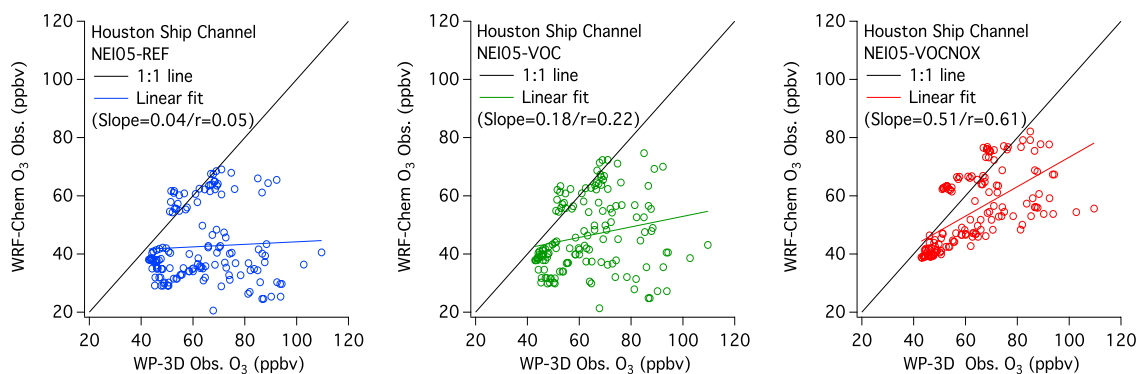 120
100
80
60
40
20
WRF-Chem O3 Obs. (ppbv)
Houston Ship Channel
NEI05-REF
1:1 line
Linear fit
(Slope=0.04/r=0.05)
20 40 60 80 100 120
WP-3D Obs. O3 (ppbv)
120
100
80
60
40
20
WRF-Chem O3 Obs. (ppbv)
Houston Ship Channel
NEI05-VOC
1:1 line
Linear fit
(Slope=0.18/r=0.22)
20 40 60 80 100 120
WP-3D Obs. O3 (ppbv)
120
100
80
60
40
20
WRF-Chem O3 Obs. (ppbv)
Houston Ship Channel
NEI05-VOCNOX
1:1 line
Linear fit
(Slope=0.51/r=0.61)
20 40 60 80 100 120
WP-3D Obs. O3 (ppbv)